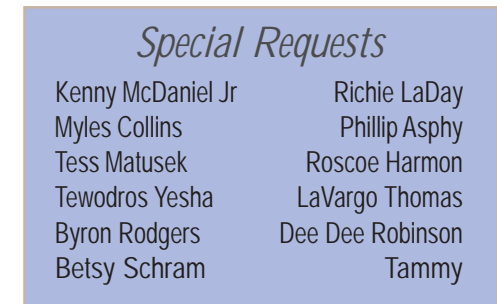 Special Requests
Kenny McDaniel Jr Richie LaDay
Myles Collins Phillip Asphy
Tess Matusek Roscoe Harmon
Tewodros Yesha LaVargo Thomas
Byron Rodgers Dee Dee Robinson
Betsy Schram Tammy